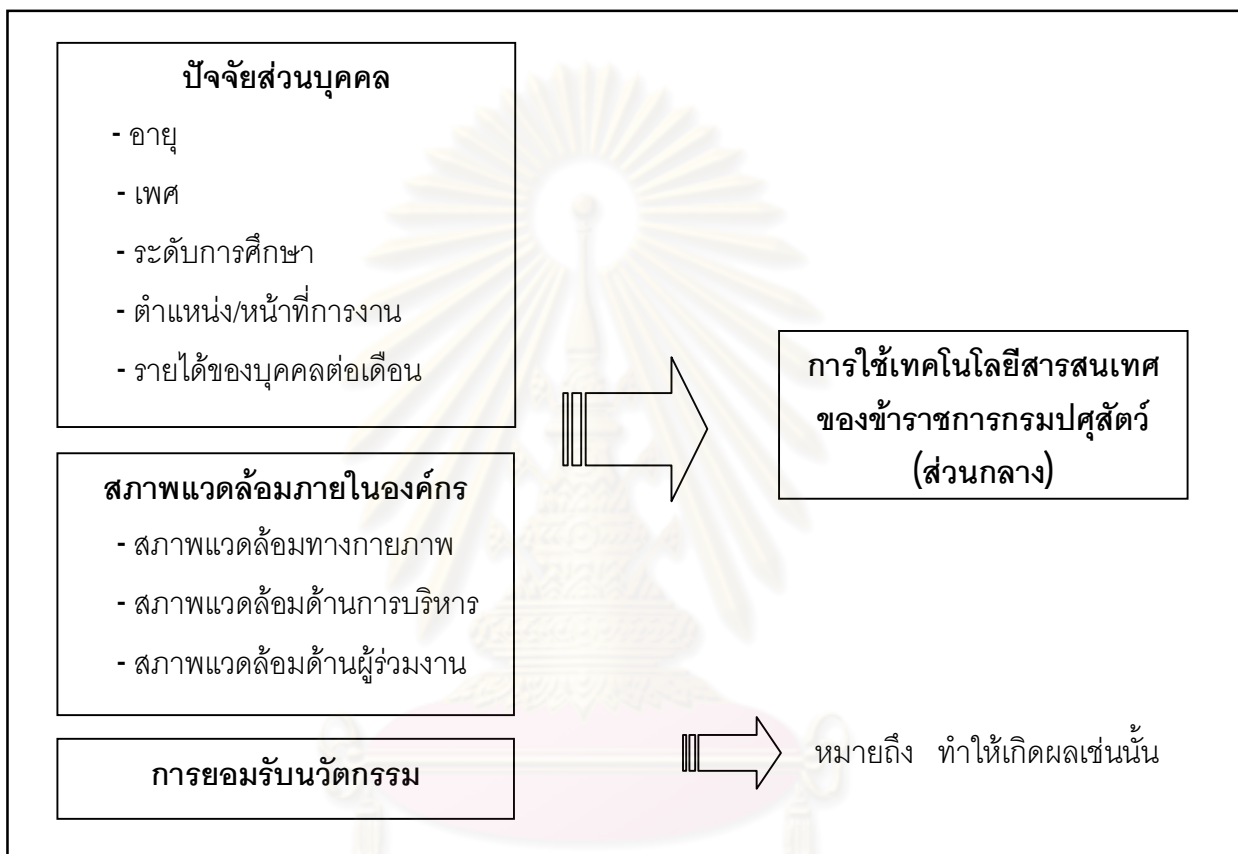 ปัจจัยส่วนบุคคล
- อายุ
- เพศ
- ระดับการศึกษา
- ตำแหน่ง/หน้าที่การงาน
- รายได้ของบุคคลต่อเดือน
สภาพแวดล้อมภายในองค์กร
- สภาพแวดล้อมทางกายภาพ
- สภาพแวดล้อมด้านการบริหาร
- สภาพแวดล้อมด้านผู้ร่วมงาน
การยอมรับนวัตกรรม
การใช้เทคโนโลยีสารสนเทศ
ของข้าราชการกรมปศุสัตว์
(ส่วนกลาง)
หมายถึง ทำให้เกิดผลเช่นนั้น